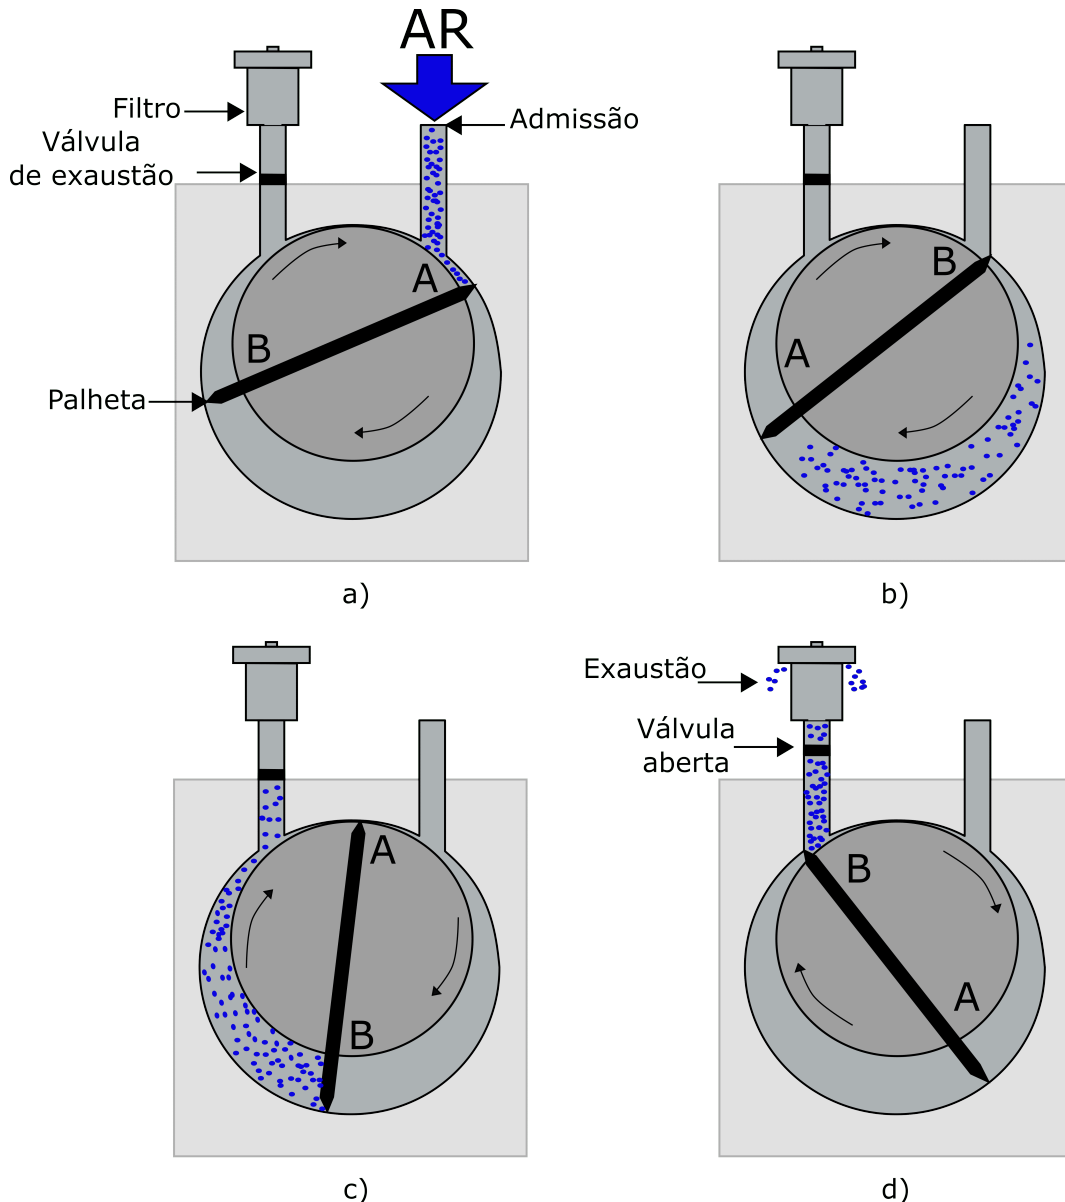 AR
Filtro
Admissão
Válvula
de exaustão
A
B
Palheta
a)
B
A
b)
A
B
c)
Exaustão
Válvula
aberta
B
A
d)